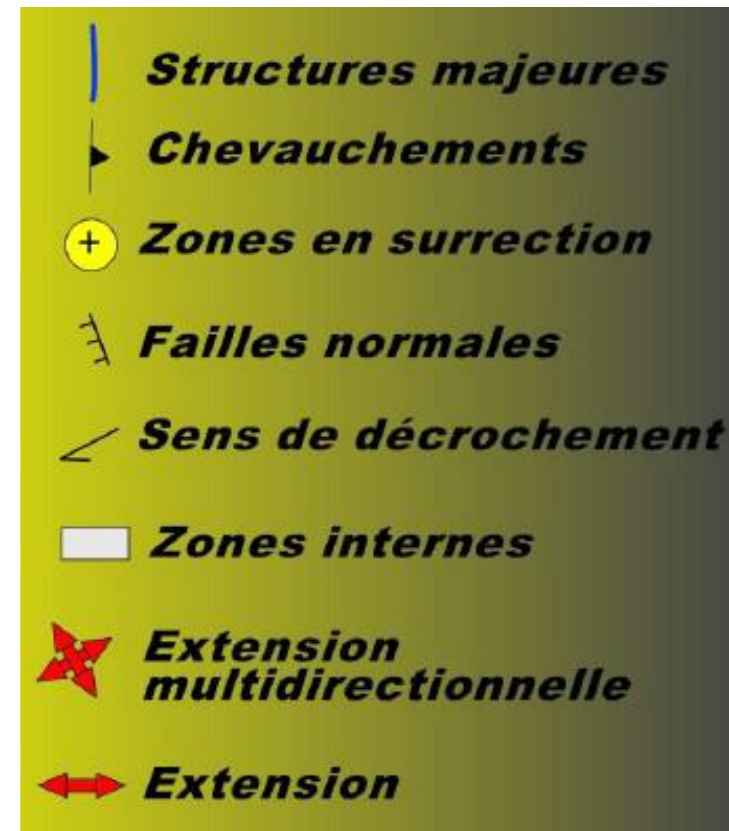 Structures majeures
Chevauchements
Zones en surrection
Failles normales
Sens de décrochement
Zones internes
Extension
multidirectionnelle
Extension